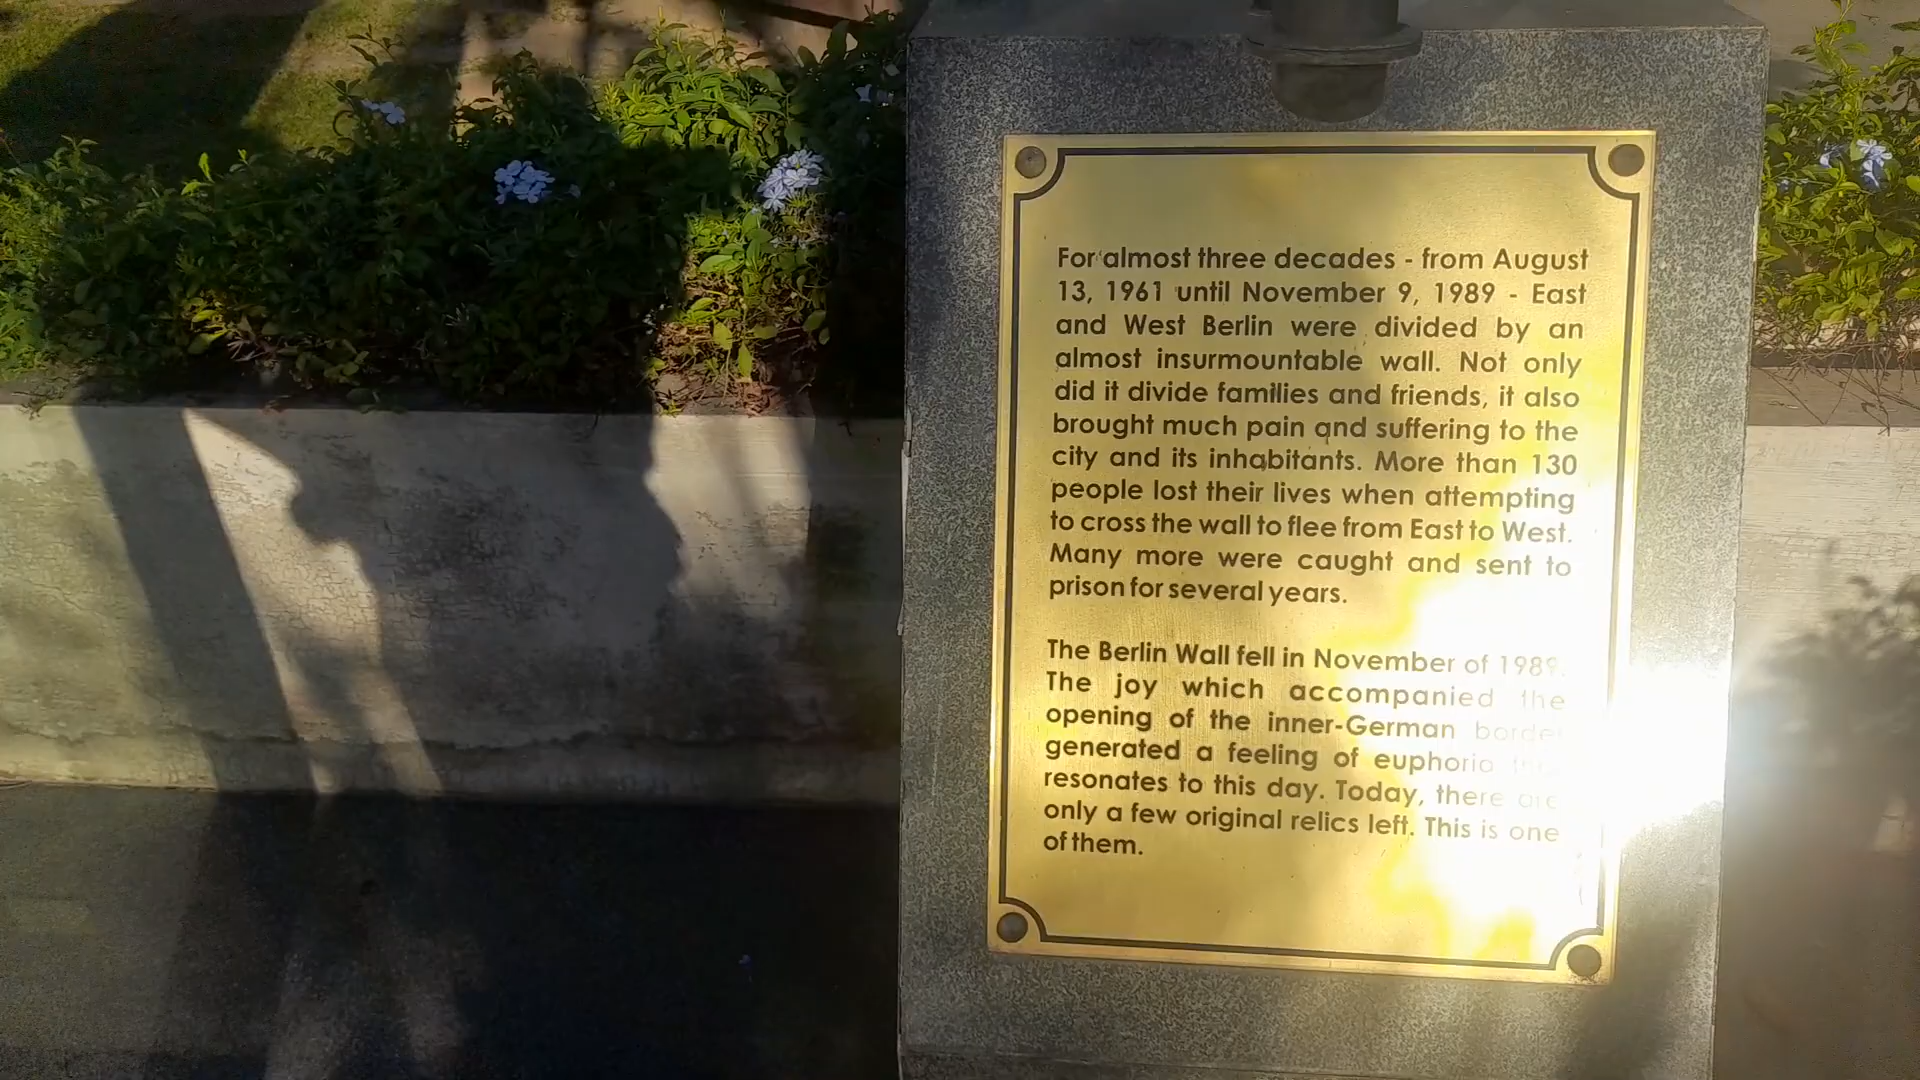 For almost three decades - from August
13, 1961 until November 9, 1989 - East
and West Berlin were divided by an
almost insurmountable wall. Not only
did it divide families and friends, it also
brought much pain and suffering to the
city and its inhabitants. More than 130
people lost their lives when attempting
to cross the wall to flee from East to West.
Many more were caught and sent to
prison for several years.
The Berlin Wall fell in November of 1989.
The joy which accompanied the
opening of the inner-German border
generated a feeling of euphoria
resonates to this day. Today, there are
only a few original relics left. This is one
of them.